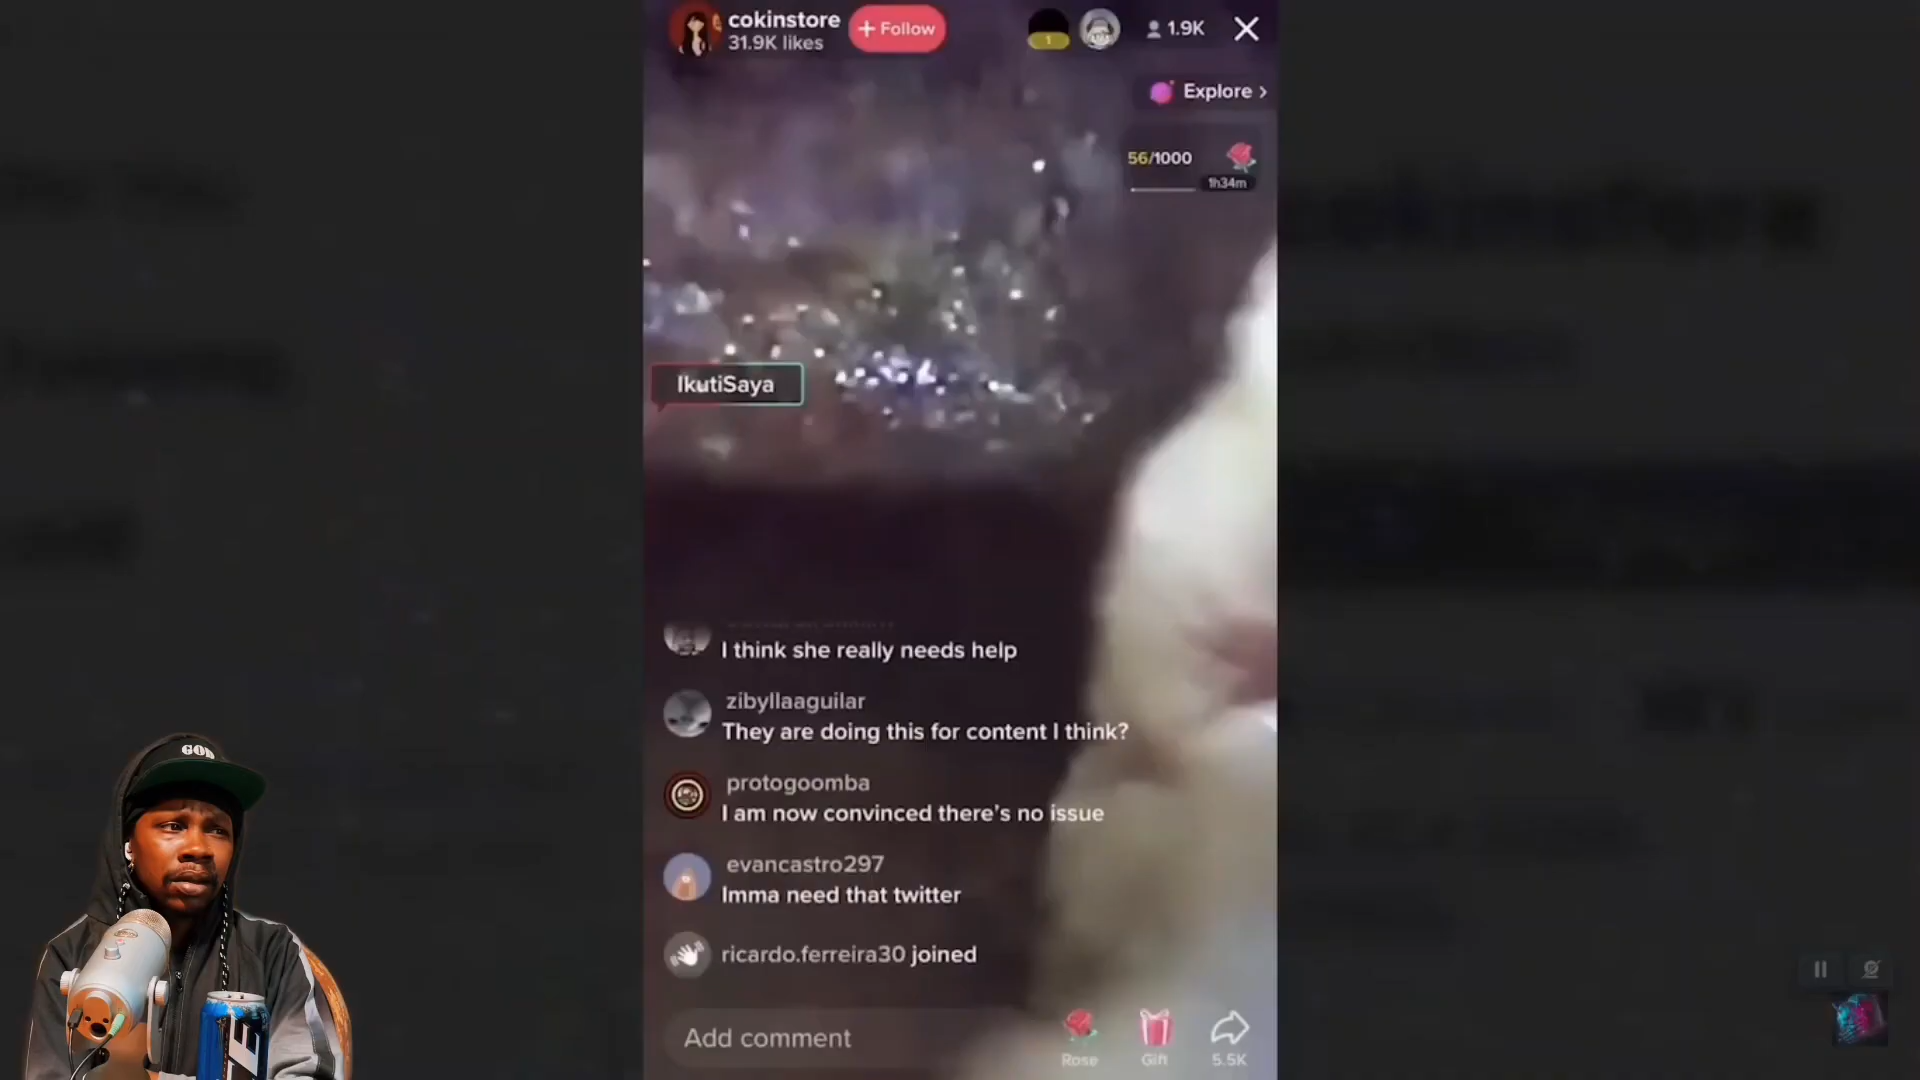 cokinstore
31.9K likes
+ Follow
1
1.9K
Explore
56/1000
1h34m
IkutiSaya
I think she really needs help
zibyllaaguilar
They are doing this for content I think?
protogoomba
I am now convinced there's no issue
evancastro297
Imma need that twitter
ricardo.ferreira30 joined
Add comment
Rose
Gift
5.5K
GOD